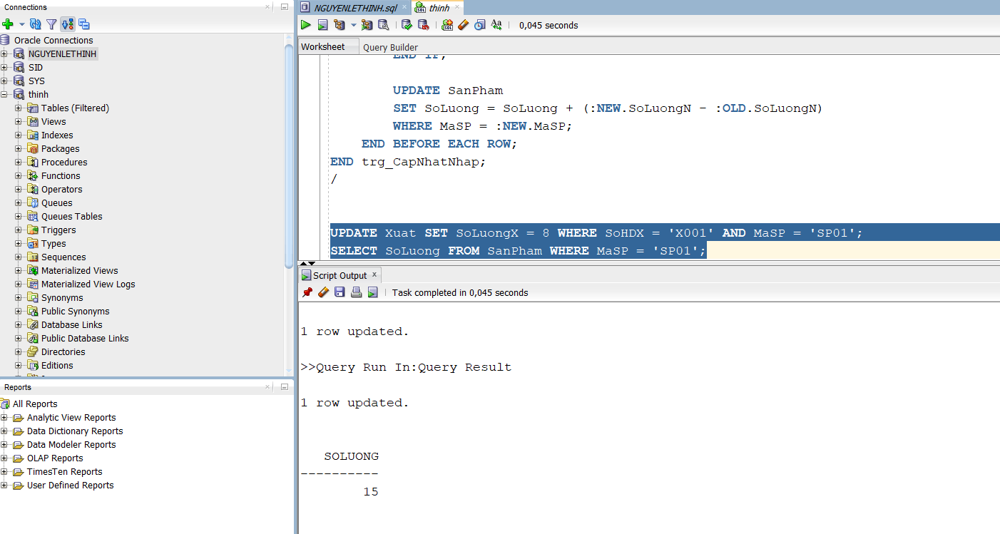 Connections
Oracle Connections
NGUYENLETHINH
SID
SYS
thinh
Tables (Filtered)
Views
Indexes
Packages
Procedures
Functions
Operators
Queues
Queues Tables
Triggers
Types
Sequences
Materialized Views
Materialized View Logs
Synonyms
Public Synonyms
Database Links
Public Database Links
Directories
Editions
Reports
All Reports
Analytic View Reports
Data Dictionary Reports
Data Modeler Reports
OLAP Reports
TimesTen Reports
User Defined Reports
NGUYENLETHINH.sql
thinh
0,045 seconds
Worksheet Query Builder
END IF;
UPDATE SanPham
SET SoLuong = SoLuong + (:NEW.SoLuongN - :OLD.SoLuongN)
WHERE MaSP = :NEW.MaSP;
END BEFORE EACH ROW;
END trg_CapNhatNhap;
/
UPDATE Xuat SET SoLuongX = 8 WHERE SoHDX = 'X001' AND MaSP = 'SP01';
SELECT SoLuong FROM SanPham WHERE MaSP = 'SP01';
Script Output
Task completed in 0,045 seconds
1 row updated.
>>Query Run In:Query Result
1 row updated.
SOLUONG
----------
15